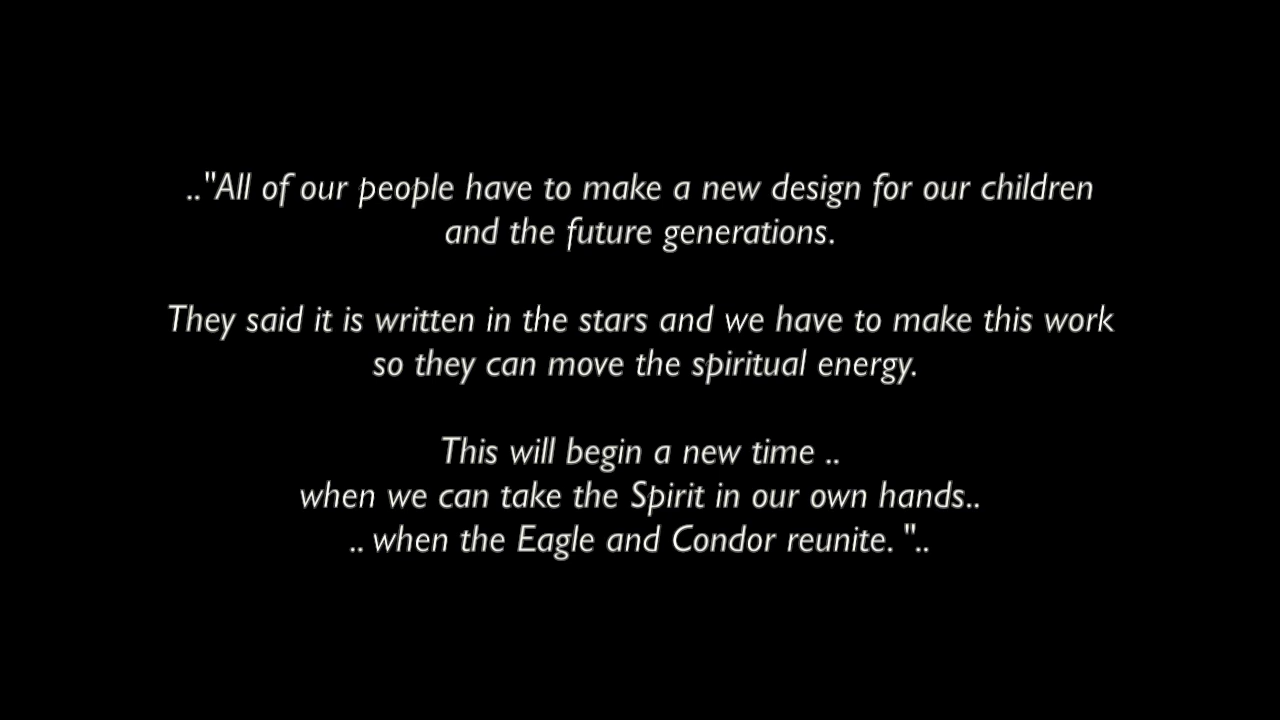 .."All of our people have to make a new design for our children
and the future generations.
They said it is written in the stars and we have to make this work
so they can move the spiritual energy.
This will begin a new time ..
when we can take the Spirit in our own hands..
.. when the Eagle and Condor reunite. "..